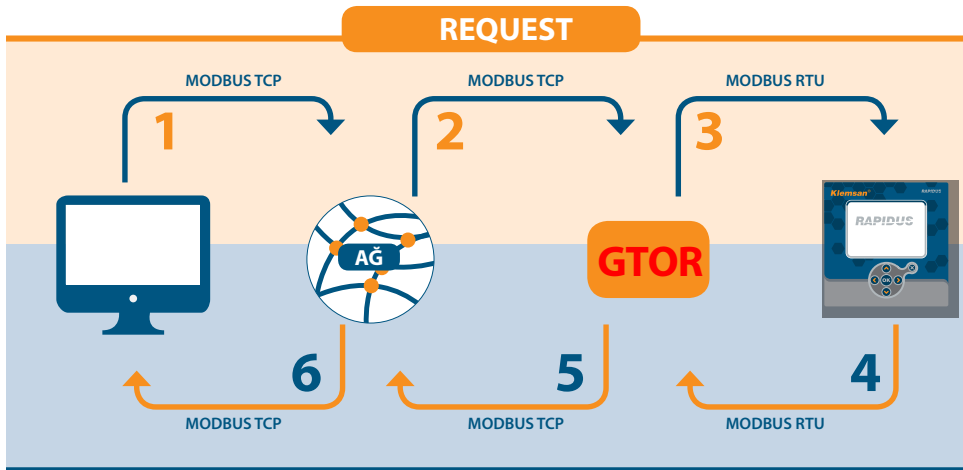 REQUEST
MODBUS TCP
MODBUS TCP
MODBUS RTU
1
2
3
Klemsan®
RAPIDUS
RAPIDUS
AĞ
GTOR
OK
6
5
4
MODBUS TCP
MODBUS TCP
MODBUS RTU